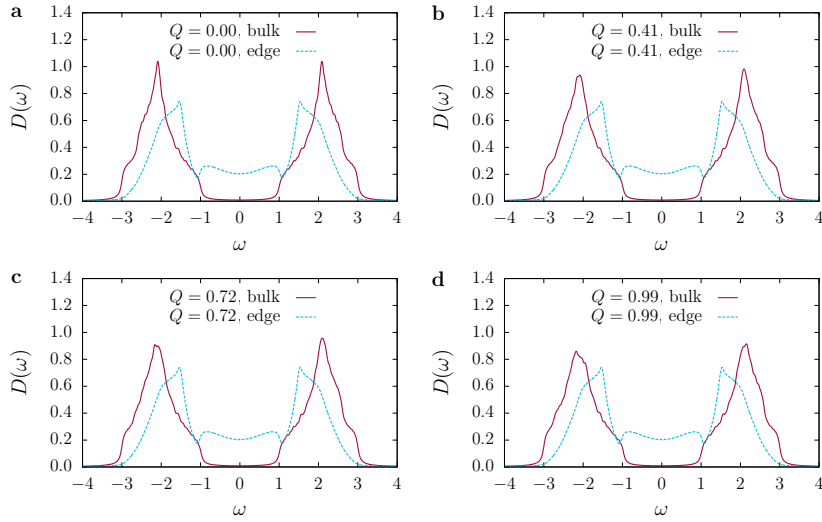 a
Q = 0.00, bulk
Q = 0.00, edge
D(ω)
1.4
1.2
1.0
0.8
0.6
0.4
0.2
0.0
−4 −3 −2 −1 0 1 2 3 4
ω
b
Q = 0.41, bulk
Q = 0.41, edge
D(ω)
1.4
1.2
1.0
0.8
0.6
0.4
0.2
0.0
−4 −3 −2 −1 0 1 2 3 4
ω
c
Q = 0.72, bulk
Q = 0.72, edge
D(ω)
1.4
1.2
1.0
0.8
0.6
0.4
0.2
0.0
−4 −3 −2 −1 0 1 2 3 4
ω
d
Q = 0.99, bulk
Q = 0.99, edge
D(ω)
1.4
1.2
1.0
0.8
0.6
0.4
0.2
0.0
−4 −3 −2 −1 0 1 2 3 4
ω